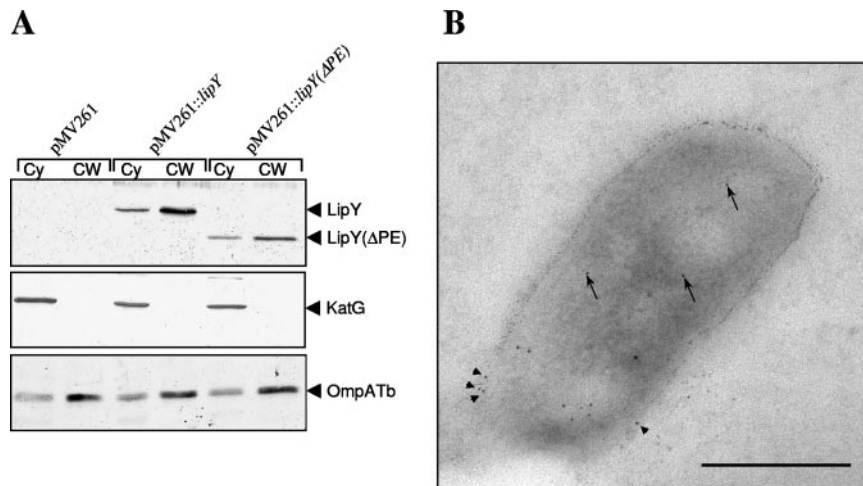 A
B
pMV261
pMV261::lipY
pMV261::lipY(ΔPE)
Cy CW Cy CW Cy CW
LipY
LipY(ΔPE)
KatG
OmpATb